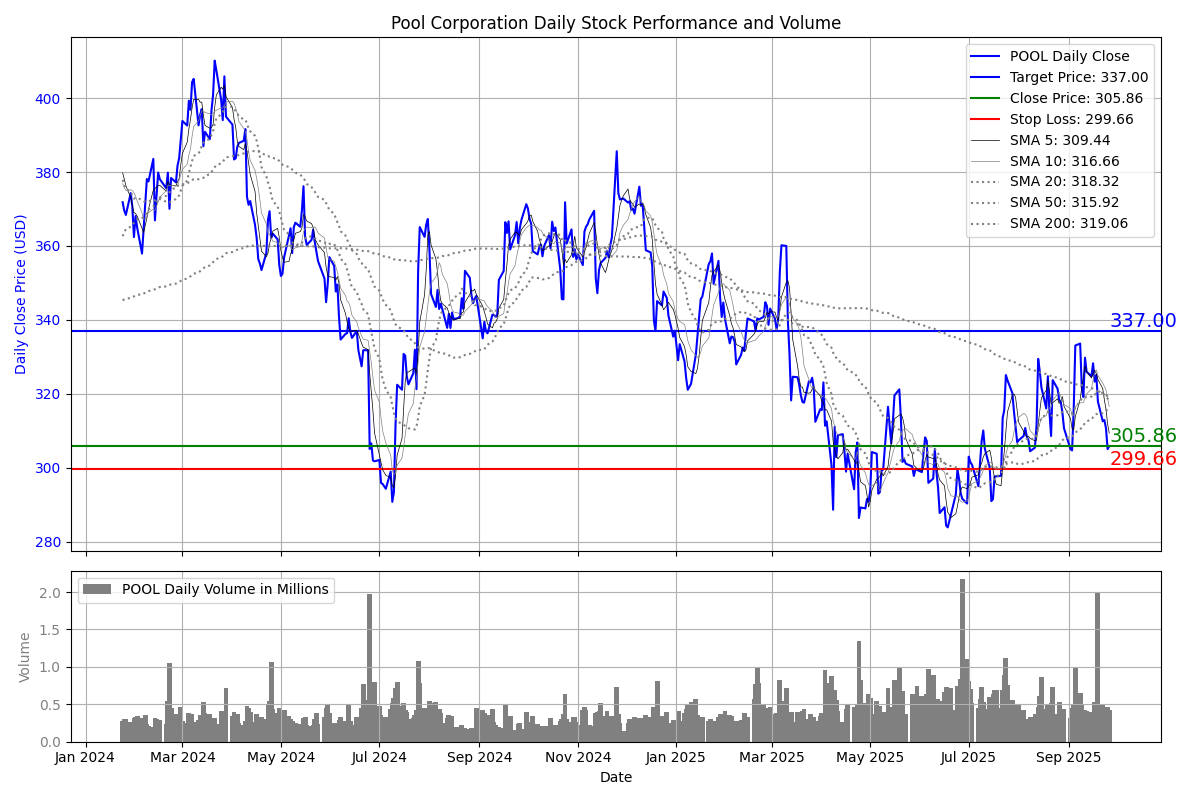 Pool Corporation Daily Stock Performance and Volume
Daily Close Price (USD)
400
380
360
340
320
300
280
POOL Daily Close
Target Price: 337.00
Close Price: 305.86
Stop Loss: 299.66
SMA 5: 309.44
SMA 10: 316.66
SMA 20: 318.32
SMA 50: 315.92
SMA 200: 319.06
337.00
305.86
299.66
Volume
2.0
1.5
1.0
0.5
0.0
POOL Daily Volume in Millions
Jan 2024 Mar 2024 May 2024 Jul 2024 Sep 2024 Nov 2024 Jan 2025 Mar 2025 May 2025 Jul 2025 Sep 2025
Date